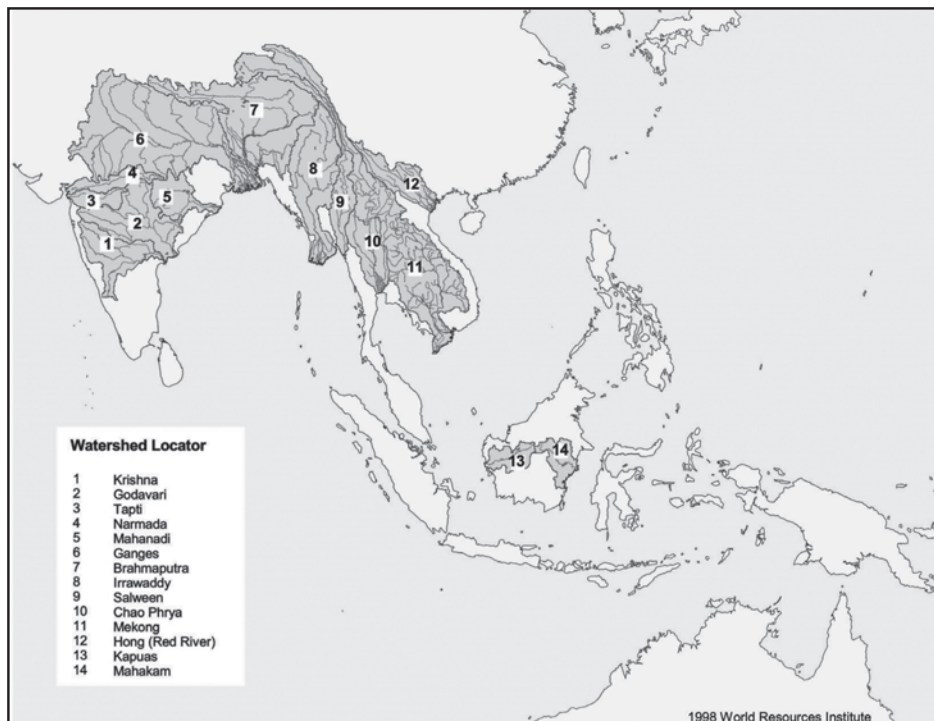 7
6
8
4
12
5
3
9
2
10
1
11
14
13
Watershed Locator
1 Krishna
2 Godavari
3 Tapti
4 Narmada
5 Mahanadi
6 Ganges
7 Brahmaputra
8 Irrawaddy
9 Salween
10 Chao Phrya
11 Mekong
12 Hong (Red River)
13 Kapuas
14 Mahakam
1998 World Resources Institute